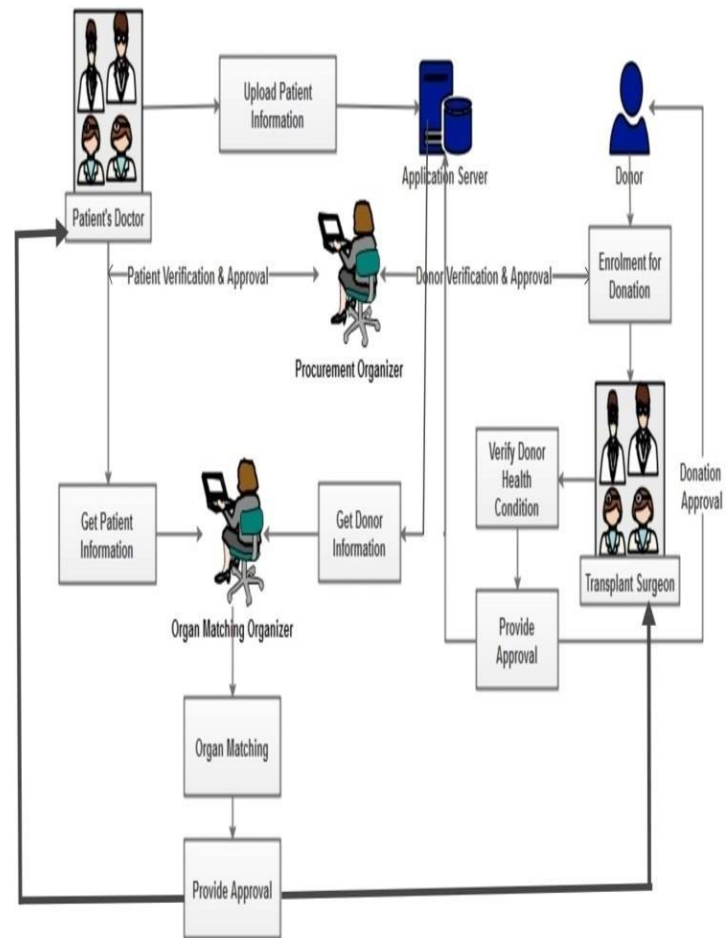 Upload Patient
Information
Application Server
Donor
Patient's Doctor
Patient Verification & Approval
Donor Verification & Approval
Enrolment for
Donation
Procurement Organizer
Verify Donor
Health
Condition
Donation
Approval
Get Patient
Information
Get Donor
Information
Transplant Surgeon
Organ Matching Organizer
Provide
Approval
Organ Matching
Provide Approval